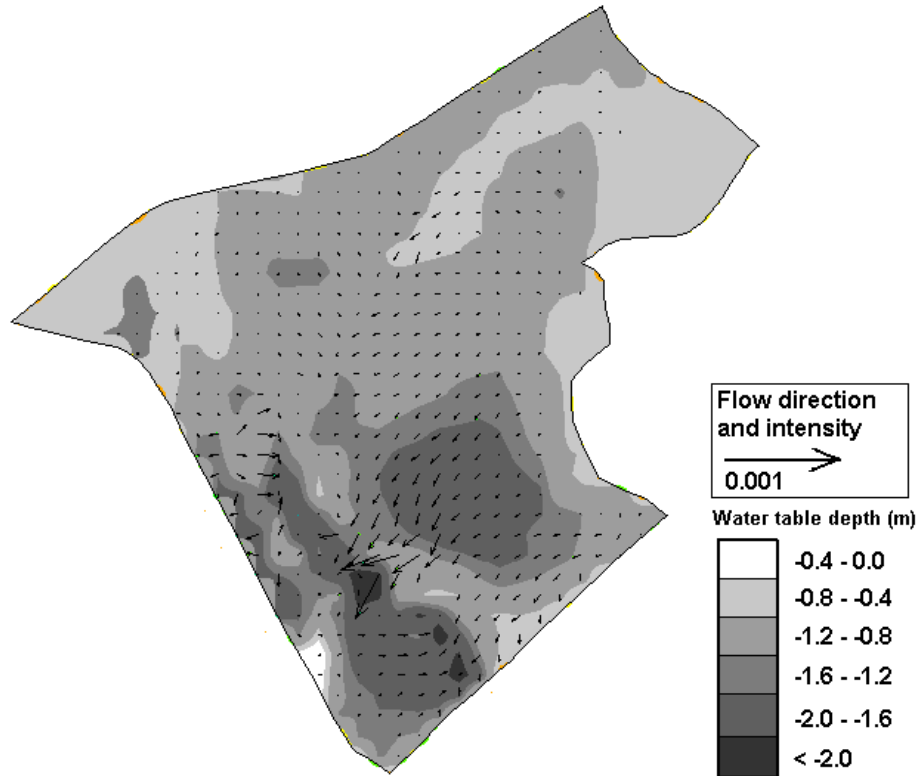 Flow direction
and intensity
0.001
Water table depth (m)
-0.4 - 0.0
-0.8 - -0.4
-1.2 - -0.8
-1.6 - -1.2
-2.0 - -1.6
< -2.0